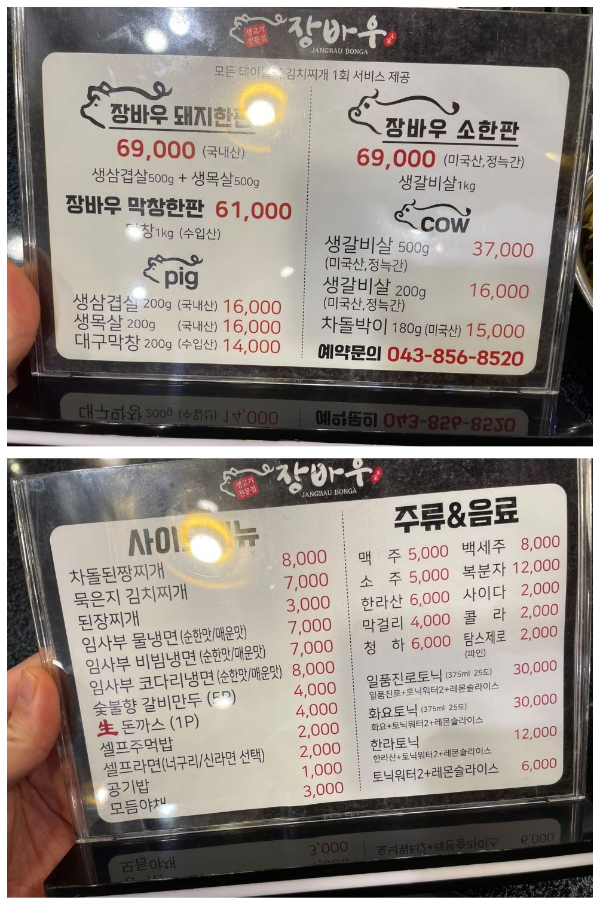 생고기 전문점
장바우
JANGBAU BONGA
모든 김치찌개 1회 서비스 제공
장바우 돼지한판
69,000 (국내산)
생삼겹살500g + 생목살500g
장바우 막창한판 61,000
막창1kg (수입산)
pig
생삼겹살 200g (국내산) 16,000
생목살 200g (국내산) 16,000
대구막창 200g (수입산) 14,000
장바우 소한판
69,000 (미국산,정늑간)
생갈비살1kg
COW
생갈비살 500g 37,000
(미국산,정늑간)
생갈비살 200g 16,000
(미국산,정늑간)
차돌박이 180g (미국산) 15,000
예약문의 043-856-8520
생고기 전문점
장바우
JANGBAU BONGA
사이드메뉴
차돌된짱찌개 8,000
묵은지 김치찌개 7,000
된장찌개 3,000
임사부 물냉면 (순한맛/매운맛) 7,000
임사부 비빔냉면 (순한맛/매운맛) 7,000
임사부 코다리냉면 (순한맛/매운맛) 8,000
숯불향 갈비만두 (5P) 4,000
生 돈까스 (1P) 4,000
셀프주먹밥 2,000
셀프라면(너구리/신라면 선택) 2,000
공기밥 1,000
모듬야채 3,000
주류&음료
맥 주 5,000 백세주 8,000
소 주 5,000 복분자 12,000
한라산 6,000 사이다 2,000
막걸리 4,000 콜 라 2,000
청 하 6,000 탐스제로 2,000
(파인)
일품진로토닉 (375ml 25도) 30,000
일품진로+토닉워터2+레몬슬라이스
화요토닉 (375ml 25도) 30,000
화요+토닉워터2+레몬슬라이스
한라토닉 12,000
한라산+토닉워터2+레몬슬라이스
토닉워터2+레몬슬라이스 6,000